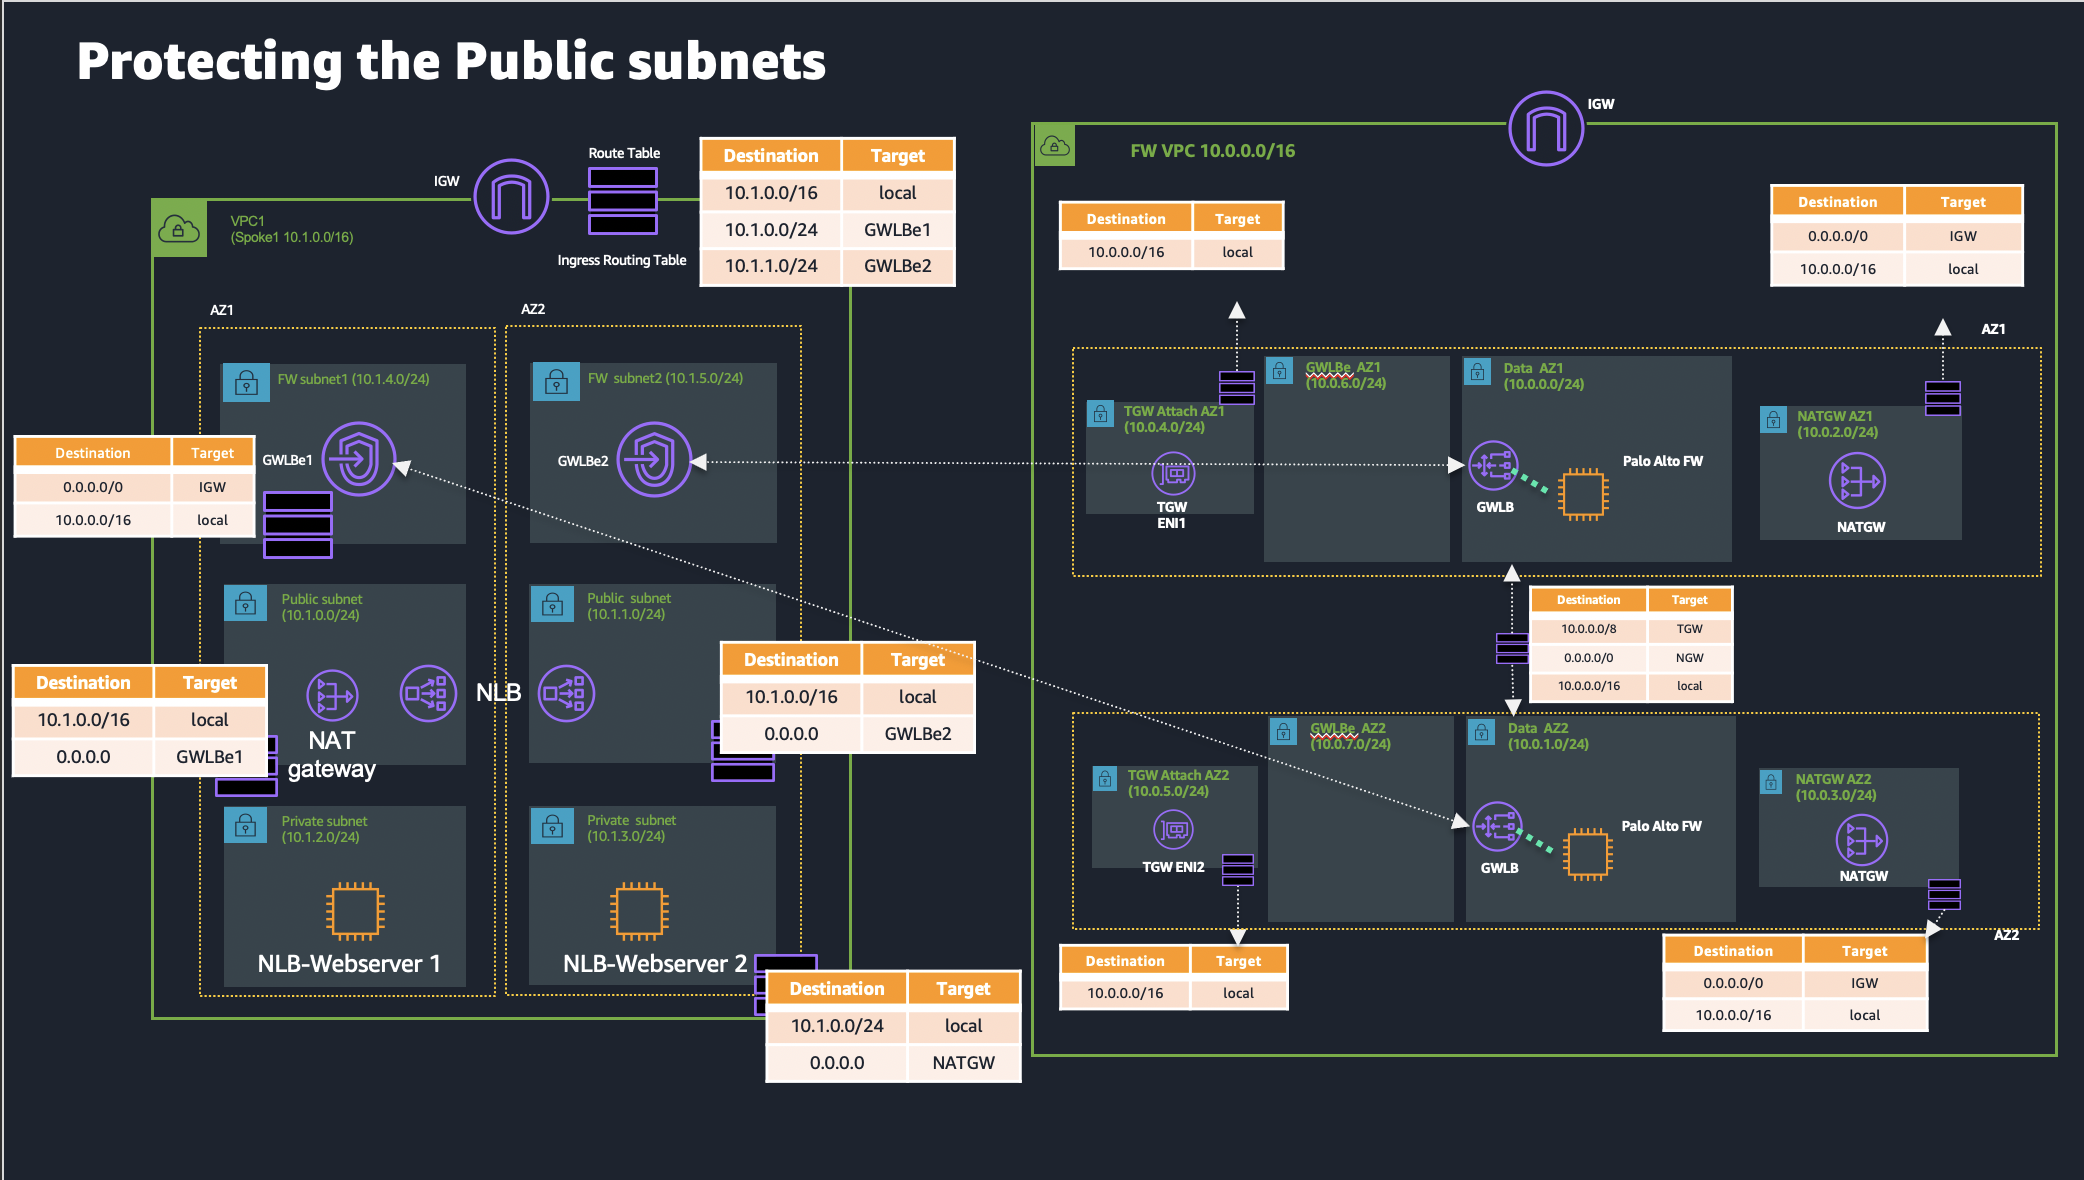 Protecting the Public subnets
IGW
Route Table
Ingress Routing Table
Destination Target
10.1.0.0/16 local
10.1.0.0/24 GWLBe1
10.1.1.0/24 GWLBe2
VPC1
(Spoke1 10.1.0.0/16)
AZ1
AZ2
FW subnet1 (10.1.4.0/24)
GWLBe1
FW subnet2 (10.1.5.0/24)
GWLBe2
Destination Target
0.0.0.0/0 IGW
10.0.0.0/16 local
Public subnet
(10.1.0.0/24)
Public subnet
(10.1.1.0/24)
NLB
NAT
gateway
Destination Target
10.1.0.0/16 local
0.0.0.0 GWLBe1
Destination Target
10.1.0.0/16 local
0.0.0.0 GWLBe2
Private subnet
(10.1.2.0/24)
Private subnet
(10.1.3.0/24)
NLB-Webserver 1
NLB-Webserver 2
Destination Target
10.1.0.0/24 local
0.0.0.0 NATGW
IGW
FW VPC 10.0.0.0/16
Destination Target
10.0.0.0/16 local
Destination Target
0.0.0.0/0 IGW
10.0.0.0/16 local
AZ1
TGW Attach AZ1
(10.0.4.0/24)
TGW
ENI1
GWLBe AZ1
(10.0.6.0/24)
Data AZ1
(10.0.0.0/24)
GWLB
Palo Alto FW
NATGW AZ1
(10.0.2.0/24)
NATGW
Destination Target
10.0.0.0/8 TGW
0.0.0.0/0 NGW
10.0.0.0/16 local
TGW Attach AZ2
(10.0.5.0/24)
TGW ENI2
GWLBe AZ2
(10.0.7.0/24)
Data AZ2
(10.0.1.0/24)
GWLB
Palo Alto FW
NATGW AZ2
(10.0.3.0/24)
NATGW
AZ2
Destination Target
10.0.0.0/16 local
Destination Target
0.0.0.0/0 IGW
10.0.0.0/16 local